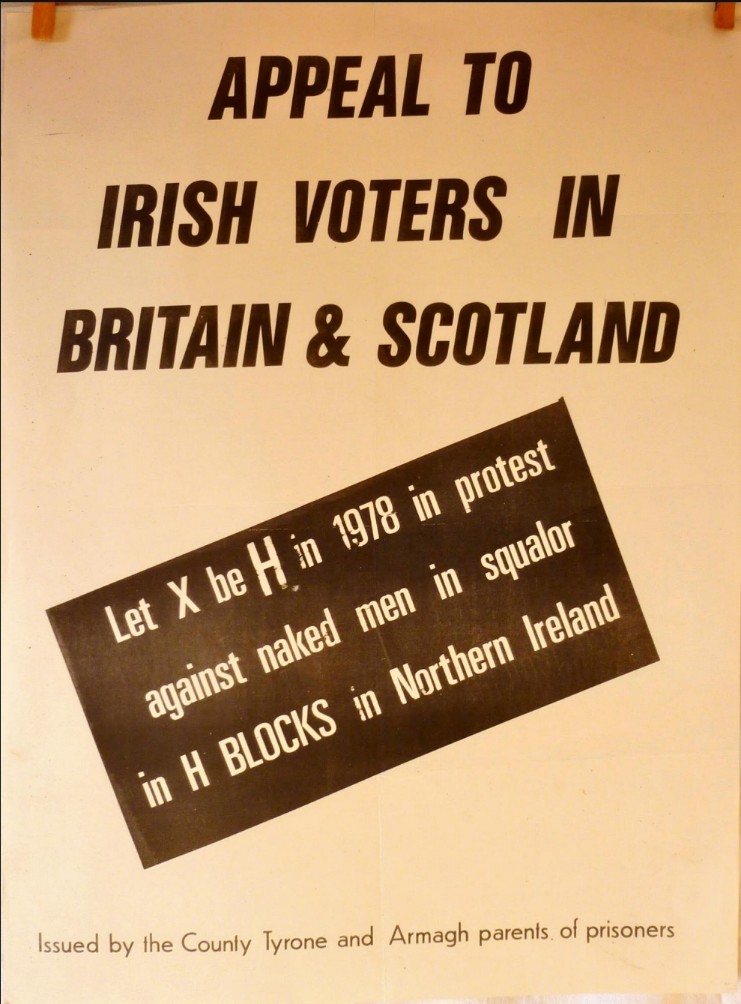 APPEAL TO
IRISH VOTERS IN
BRITAIN & SCOTLAND
Let X be H in 1978 in protest
against naked men in squalor
in H BLOCKS in Northern Ireland
Issued by the County Tyrone and Armagh parents of prisoners